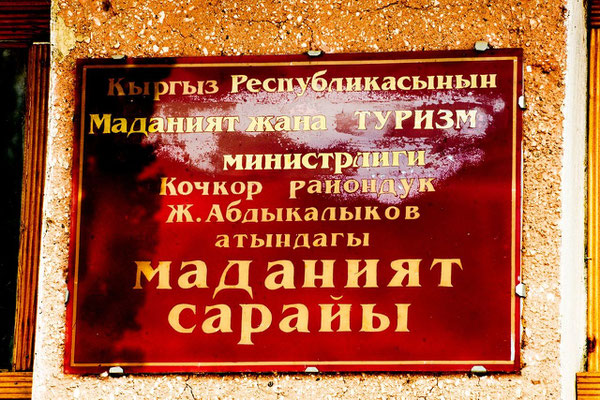 Кыргыз Республикасынын
Маданият жана ТУРИЗМ
министрлиги
Кочкор райондук
Ж.Абдыкалыков
атындагы
маданият
сарайы